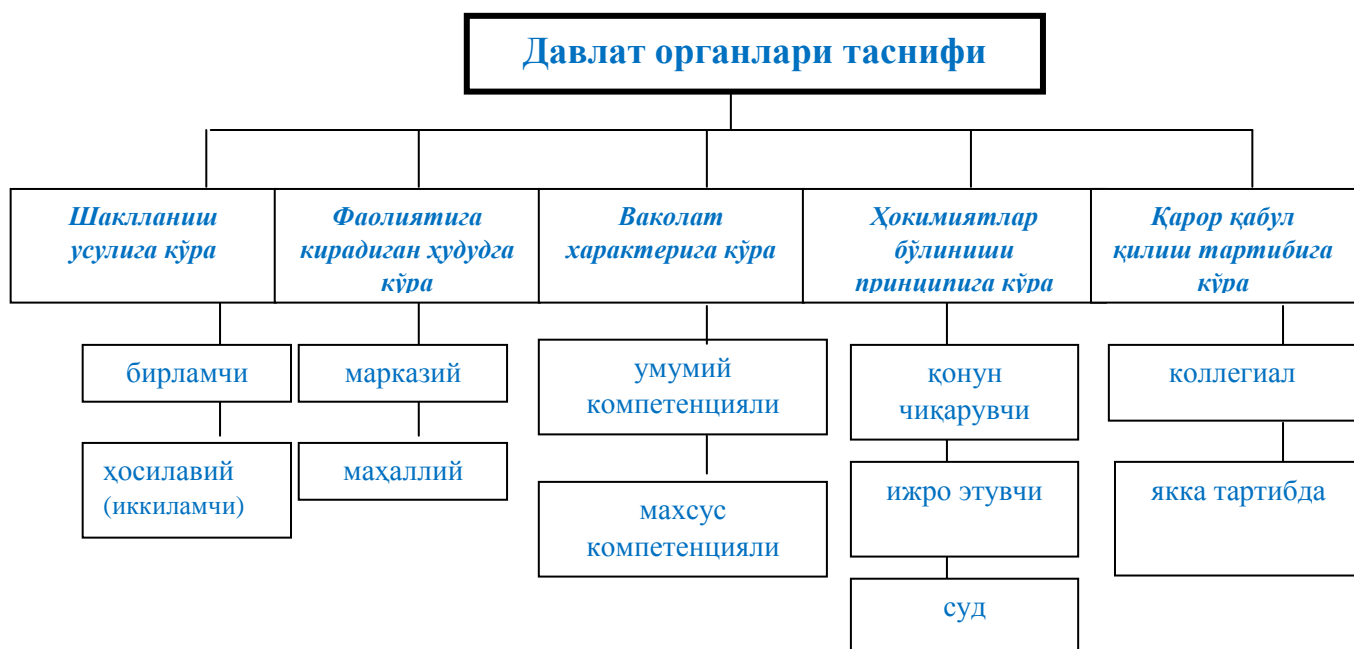 Давлат органлари таснифи
Шаклланиш
усулига кўра
Фаолиятига
кирадиган ҳудудга
кўра
Ваколат
характерига кўра
Ҳокимиятлар
бўлиниши
принципига кўра
Қарор қабул
қилиш тартибига
кўра
бирламчи
ҳосилавий
(иккиламчи)
марказий
маҳаллий
умумий
компетенцияли
махсус
компетенцияли
қонун
чиқарувчи
ижро этувчи
суд
коллегиал
якка тартибда